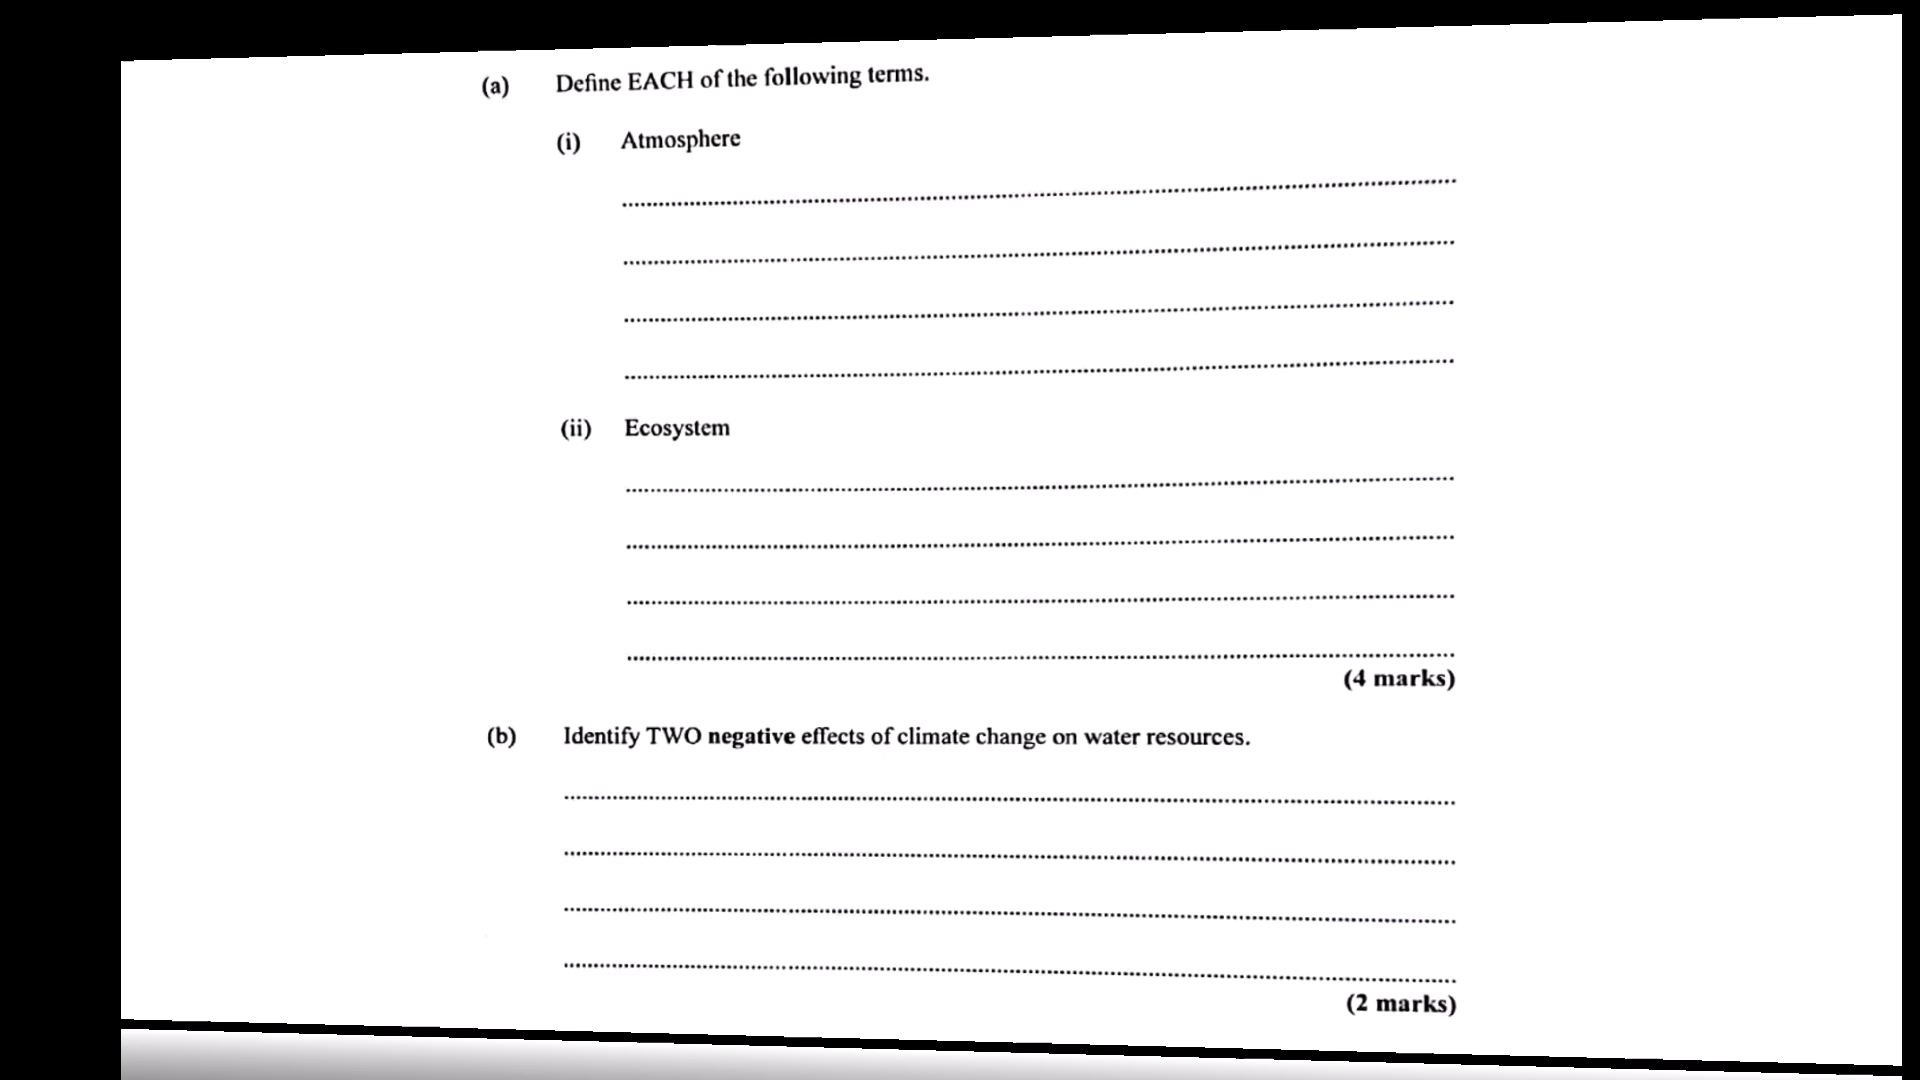 (a) Define EACH of the following terms.
(i) Atmosphere
(ii) Ecosystem
(4 marks)
(b) Identify TWO negative effects of climate change on water resources.
(2 marks)